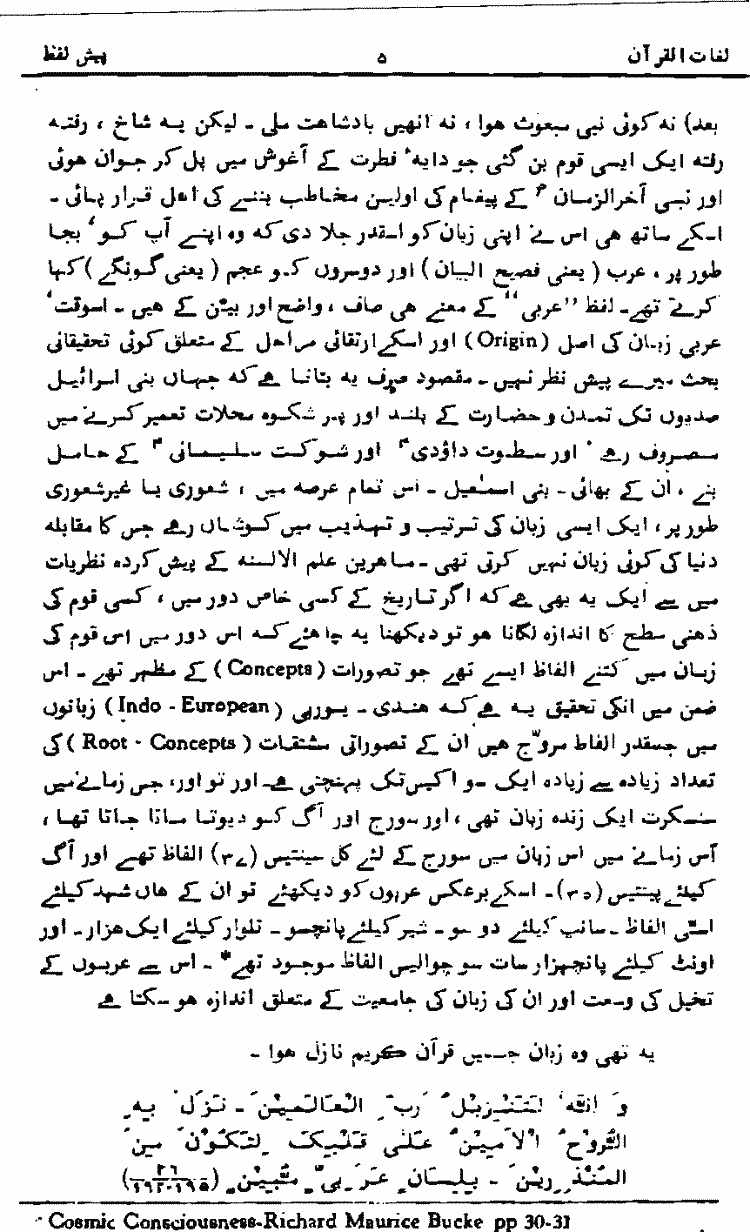 لغات القرآن ۵ پیش لفظ
بعد) نہ کوئی نبی مبعوث ہوا ، نہ انہیں بادشاہت ملی ۔ لیکن یہ شاخ ، رفتہ
رفتہ ایک ایسی قوم بن گئی جو دایہٴ فطرت کے آغوش میں پل کر جوان ہوئی
اور نبی آخرالزمان ؐ کے پیغام کی اولین مخاطب بننے کی اہل قرار پائی ۔
اسکے ساتھ ہی اس نے اپنی زبان کو اسقدر جلا دی کہ وہ اپنے آپ کو ، بجا
طور پر ، عرب ( یعنی فصیح البیان ) اور دوسروں کو عجم ( یعنی گونگے ) کہا
کرتے تھے ۔ لفظ ’’عربی‘‘ کے معنے ہی صاف ، واضح اور بیّن کے ہیں ۔ اسوقت ،
عربی زبان کی اصل (Origin) اور اسکے ارتقائی مراحل کے متعلق کوئی تحقیقاتی
بحث میرے پیش نظر نہیں ۔ مقصود صرف یہ بتانا ہے کہ جہاں بنی اسرائیل
صدیوں تک تمدن و حضارت کے بلند اور پر شکوہ محلات تعمیر کرنے میں
مصروف رہے ، اور سطوت داؤدی ؑ اور شوکت سلیمانی ؑ کے حامل
بنے ، ان کے بھائی ۔ بنی اسمٰعیل ۔ اس تمام عرصہ میں ، شعوری یا غیرشعوری
طور پر ، ایک ایسی زبان کی ترتیب و تہذیب میں کوشاں رہے جس کا مقابلہ
دنیا کی کوئی زبان نہیں کرتی تھی ۔ ماہرین علم الالسنہ کے پیش کردہ نظریات
میں سے ایک یہ بھی ہے کہ اگر تاریخ کے کسی خاص دور میں ، کسی قوم کی
ذہنی سطح کا اندازہ لگانا ہو تو دیکھنا یہ چاہئے کہ اس دور میں اس قوم کی
زبان میں کتنے الفاظ ایسے تھے جو تصورات ( Concepts ) کے مظہر تھے ۔ اس
ضمن میں انکی تحقیق یہ ہے کہ ہندی ۔ یورپی ( Indo - European ) زبانوں
میں جسقدر الفاظ مروّج ہیں ان کے تصوراتی مشتقات ( Root - Concepts ) کی
تعداد زیادہ سے زیادہ ایک سو اکیس تک پہنچتی ہے ۔ اور تو اور ، جس زمانے میں
سنسکرت ایک زندہ زبان تھی ، اور سورج اور آگ کو دیوتا مانا جاتا تھا ،
اُس زمانے میں اس زبان میں سورج کے لئے کل سینتیس (۳۷) الفاظ تھے اور آگ
کیلئے پینتیس (۳۵) ۔ اسکے برعکس عربوں کو دیکھئے تو ان کے ہاں شہد کیلئے
اسّی الفاظ ۔ سانپ کیلئے دو سو ۔ شیر کیلئے پانچسو ۔ تلوار کیلئے ایک ہزار ۔ اور
اونٹ کیلئے پانچہزار سات سو چوالیس الفاظ موجود تھے* ۔ اس سے عربوں کے
تخیل کی وسعت اور ان کی زبان کی جامعیت کے متعلق اندازہ ہو سکتا ہے
یہ تھی وہ زبان جسمیں قرآن کریم نازل ہوا ۔
وَ اِنَّهٗ لَتَنْزِيْلُ رَبِّ الْعَالَمِيْنَ ۔ نَزَلَ بِهِ
الرُّوْحُ الْاَمِيْنُ عَلٰى قَلْبِكَ لِتَكُوْنَ مِنَ
الْمُنْذِرِيْنَ ۔ بِلِسَانٍ عَرَبِيٍّ مُّبِيْنٍ (۲۶/۱۹۲-۱۹۵)
* Cosmic Consciousness-Richard Maurice Bucke pp 30-31